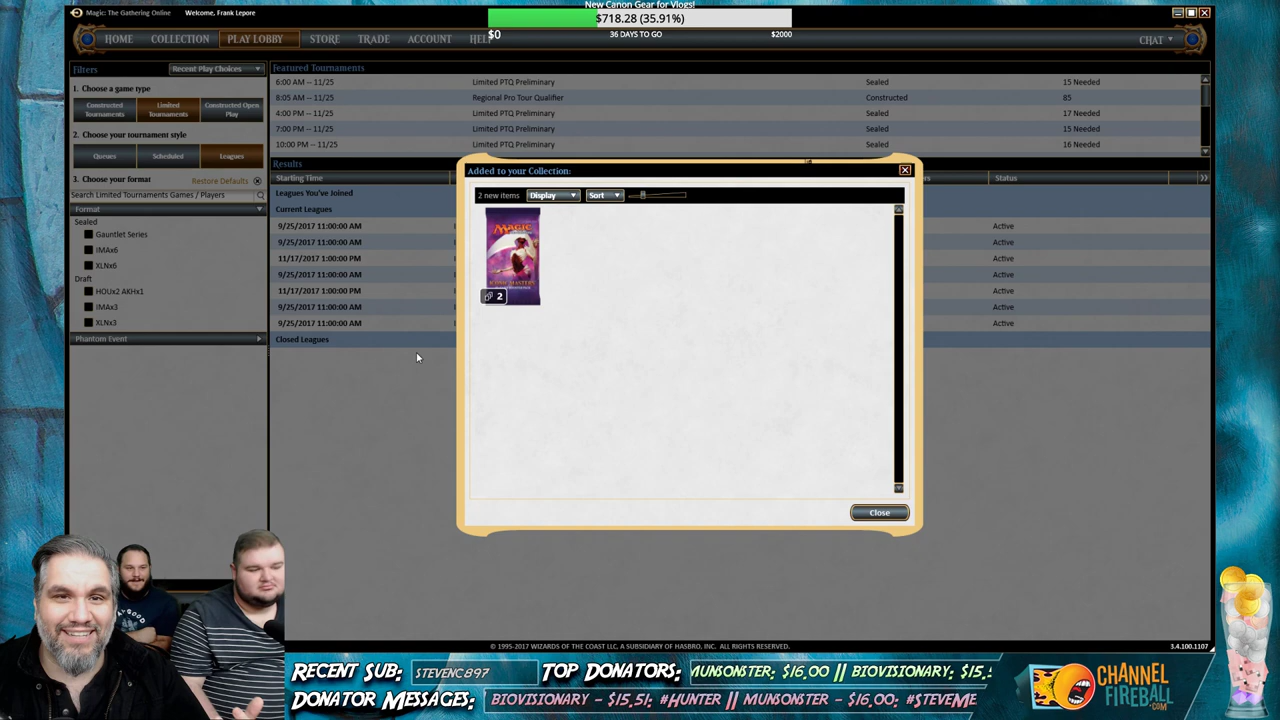 New Canon Gear for Vlogs!
$718.28 (35.91%)
$0 36 DAYS TO GO $2000
Magic: The Gathering Online Welcome, Frank Lepore
HOME COLLECTION PLAY LOBBY STORE TRADE ACCOUNT HELP CHAT
Filters Recent Play Choices
1. Choose a game type
Constructed Tournaments Limited Tournaments Constructed Open Play
2. Choose your tournament style
Queues Scheduled Leagues
3. Choose your format Restore Defaults
Search Limited Tournaments Games / Players
Format
Sealed
Gauntlet Series
IMAx6
XLNx6
Draft
HOUx2 AKHx1
IMAx3
XLNx3
Phantom Event
Featured Tournaments
6:00 AM -- 11/25 Limited PTQ Preliminary Sealed 15 Needed
8:05 AM -- 11/25 Regional Pro Tour Qualifier Constructed 85
4:00 PM -- 11/25 Limited PTQ Preliminary Sealed 17 Needed
7:00 PM -- 11/25 Limited PTQ Preliminary Sealed 15 Needed
10:00 PM -- 11/25 Limited PTQ Preliminary Sealed 16 Needed
Results
Starting Time Status
Leagues You've Joined
Current Leagues
9/25/2017 11:00:00 AM Active
9/25/2017 11:00:00 AM Active
11/17/2017 11:00:00 PM Active
9/25/2017 11:00:00 AM Active
11/17/2017 11:00:00 PM Active
9/25/2017 11:00:00 AM Active
9/25/2017 11:00:00 AM Active
Closed Leagues
Added to your Collection:
2 new items Display Sort
MAGIC
ICONIC MASTERS
2
Close
© 1995-2017 WIZARDS OF THE COAST LLC, A SUBSIDIARY OF HASBRO, INC. ALL RIGHTS RESERVED. 3.4.100.1107
RECENT SUB: STEVENC897 TOP DONATORS: MUNSONSTER: $16.00 || BIOVISIONARY: $15.5
DONATOR MESSAGES: BIOVISIONARY - $15.51: #HUNTER || MUNSONSTER - $16.00: #STEVEME
CHANNEL
FIREBALL
.COM